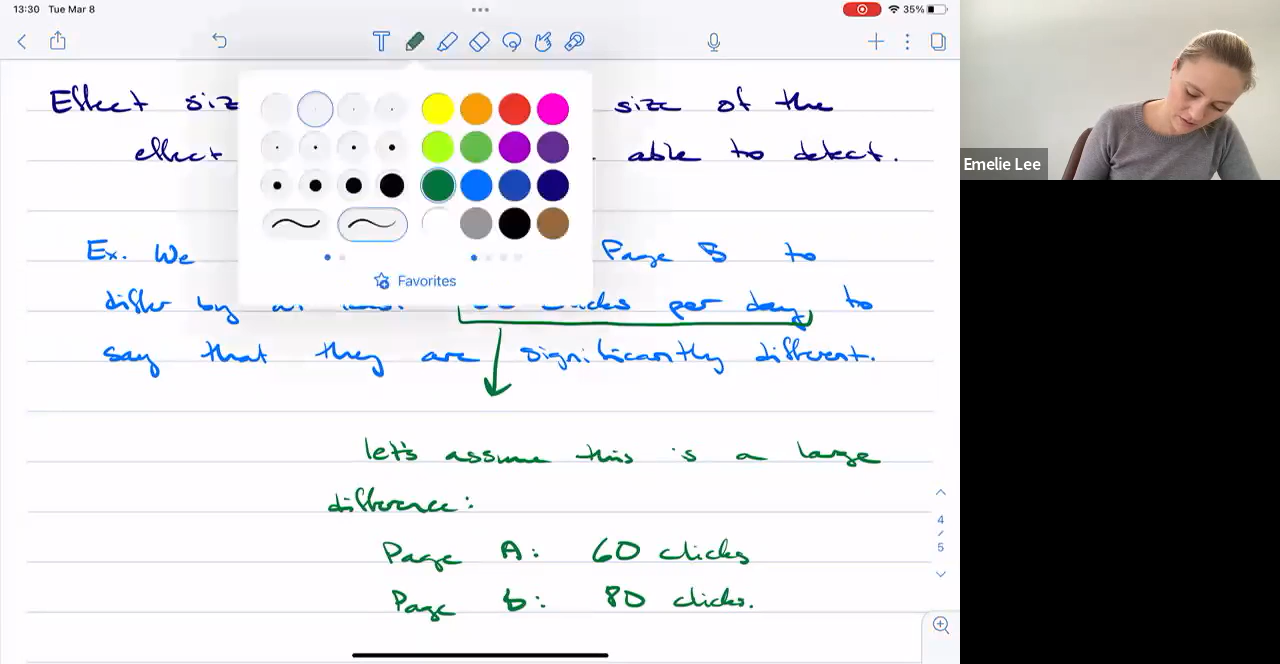 13:30 Tue Mar 8
35%
Effect siz size of the
effect able to detect.
Favorites
Ex. We Page B to
differ by clicks per day, to
say that they are significantly different.
let's assume this is a large
difference:
Page A: 60 clicks
Page B: 80 clicks.
4
/
5
Emelie Lee